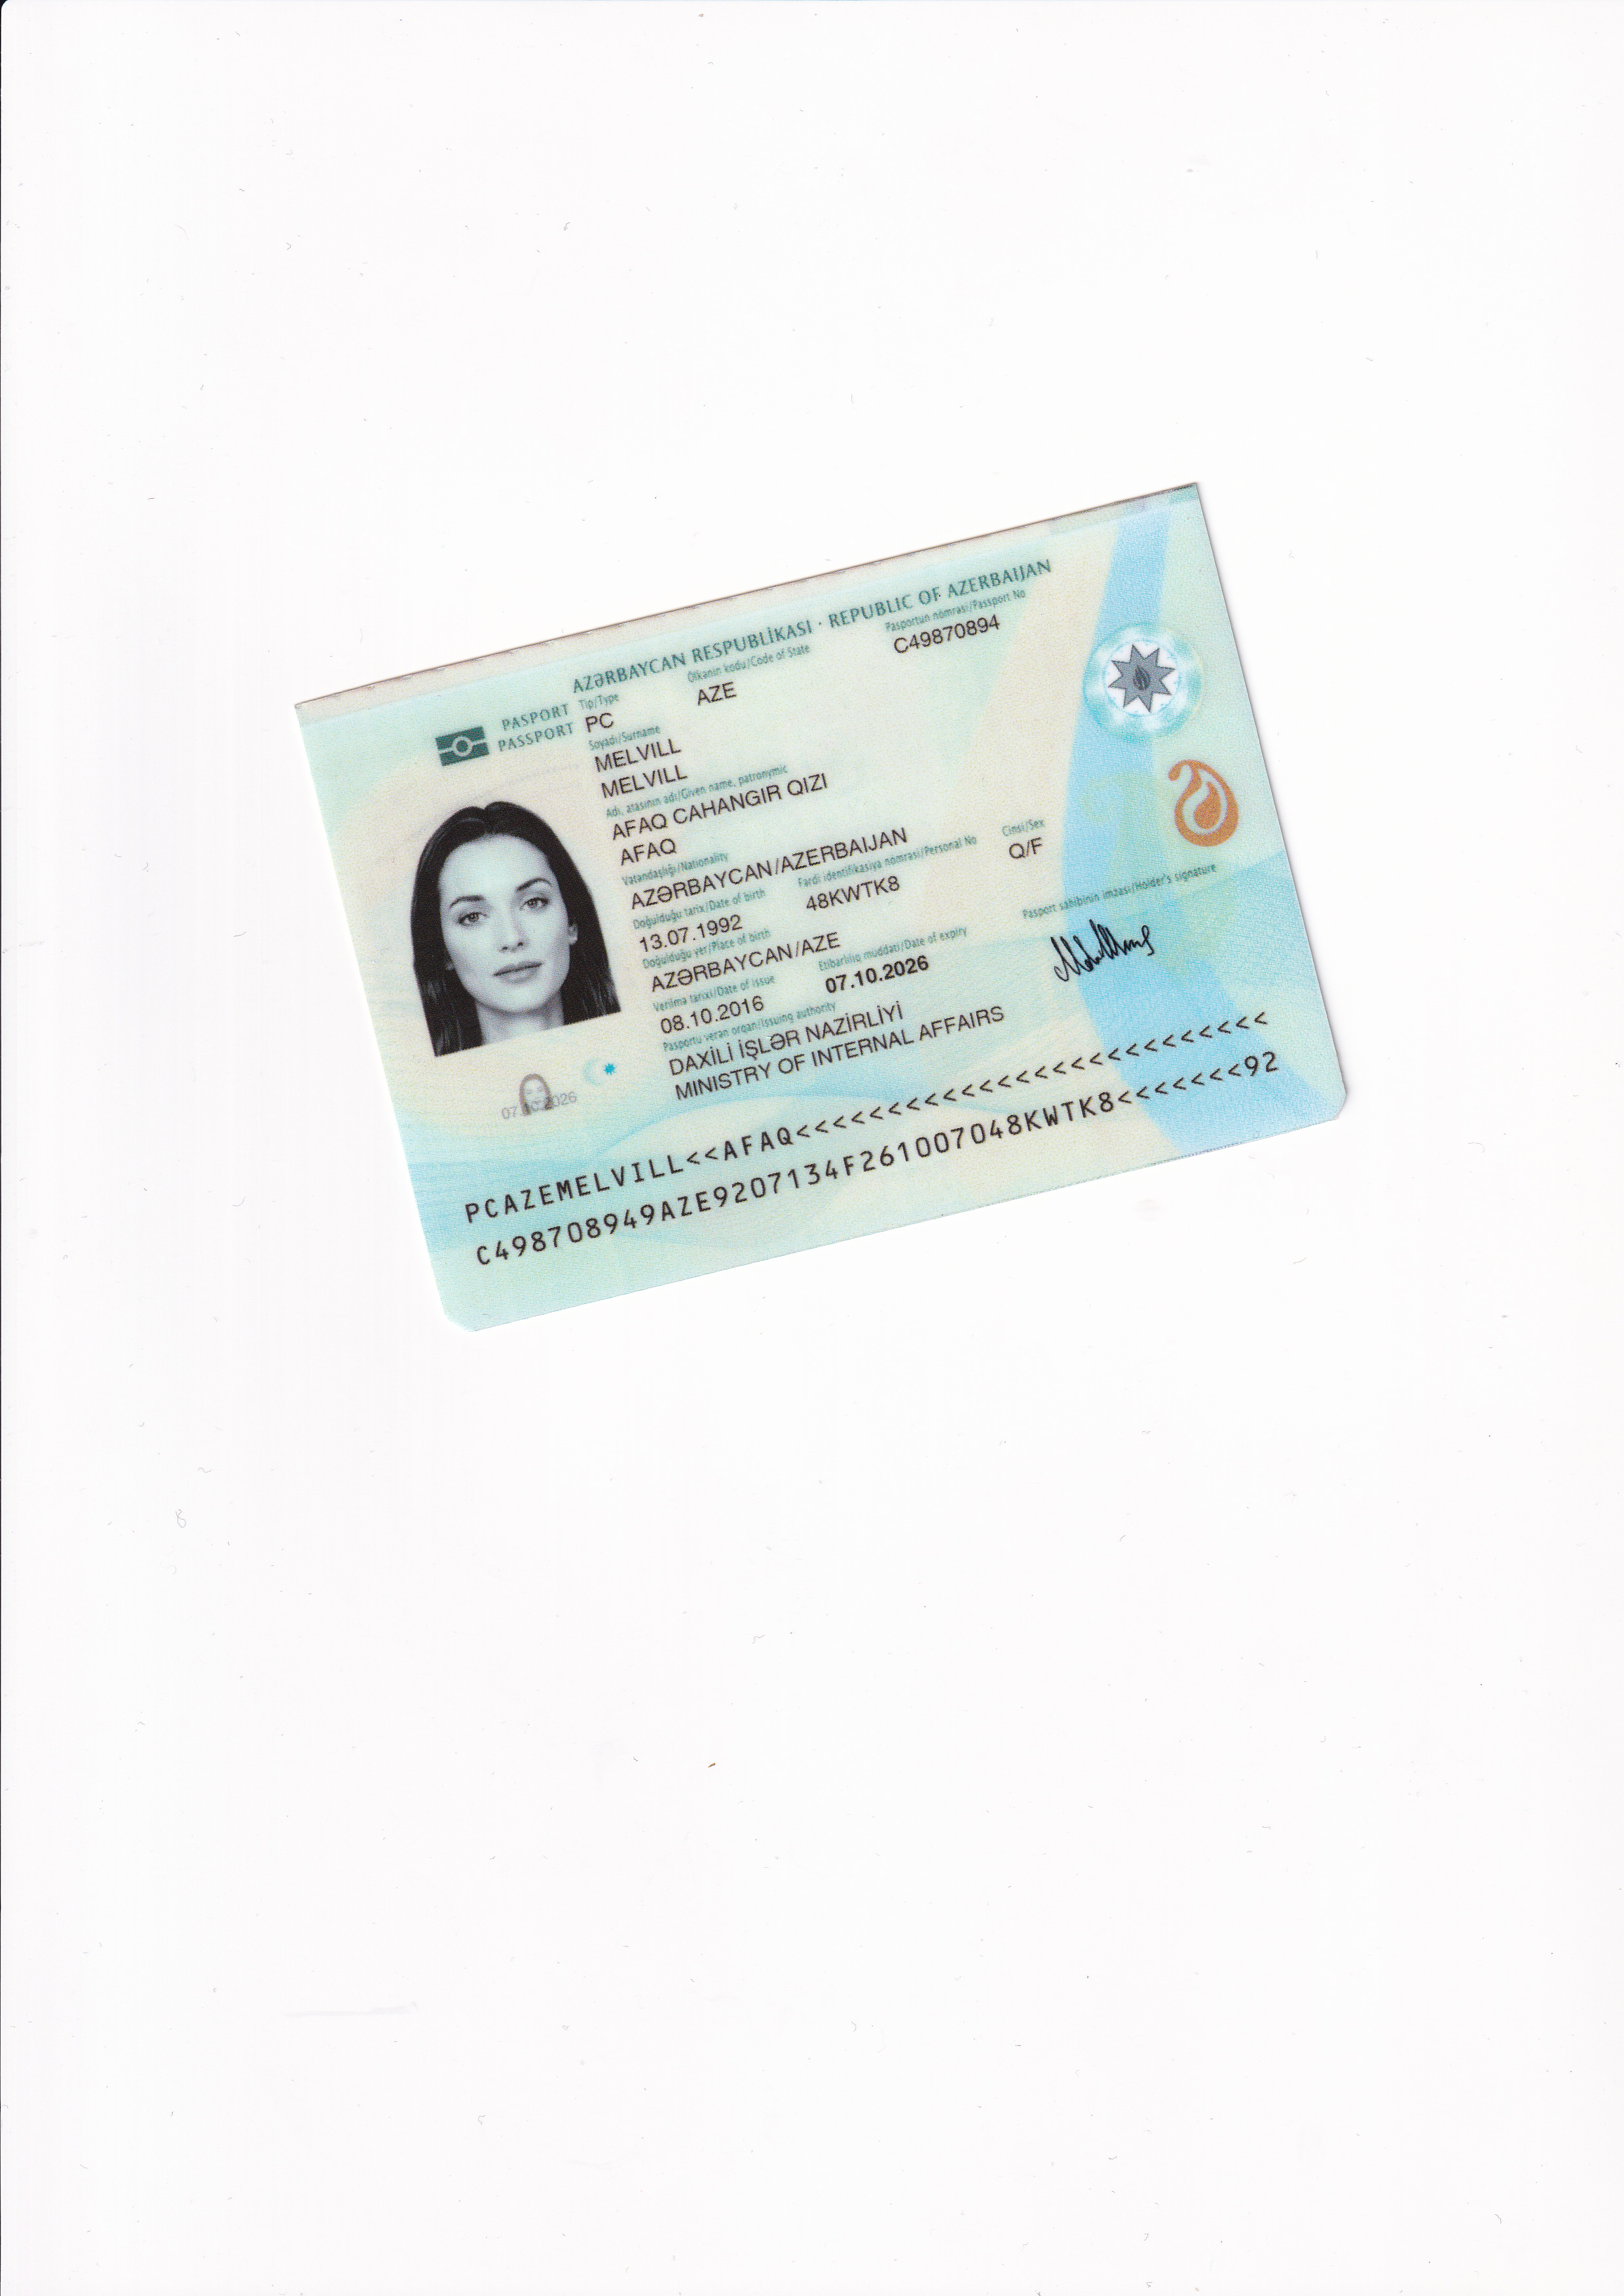 AZƏRBAYCAN RESPUBLİKASI · REPUBLIC OF AZERBAIJAN
PASPORT
PASSPORT
Tip/Type
Ölkənin kodu/Code of State
Pasportun nömrəsi/Passport No
PC
AZE
C49870894
Soyadı/Surname
MELVILL
MELVILL
Adı, atasının adı/Given name, patronymic
AFAQ CAHANGIR QIZI
AFAQ
Vətəndaşlığı/Nationality
AZƏRBAYCAN/AZERBAIJAN
Doğulduğu tarix/Date of birth
Fərdi identifikasiya nömrəsi/Personal No
Cinsi/Sex
13.07.1992
48KWTK8
Q/F
Doğulduğu yer/Place of birth
AZƏRBAYCAN/AZE
Verilmə tarixi/Date of issue
Etibarlılıq müddəti/Date of expiry
Pasport sahibinin imzası/Holder's signature
08.10.2016
07.10.2026
Pasportu verən orqan/Issuing authority
DAXİLİ İŞLƏR NAZİRLİYİ
MINISTRY OF INTERNAL AFFAIRS
07.10.2026
PCAZEMELVILL<<AFAQ<<<<<<<<<<<<<<<<<<<<<<<<<<
C498708949AZE9207134F261007048KWTK8<<<<<<<92